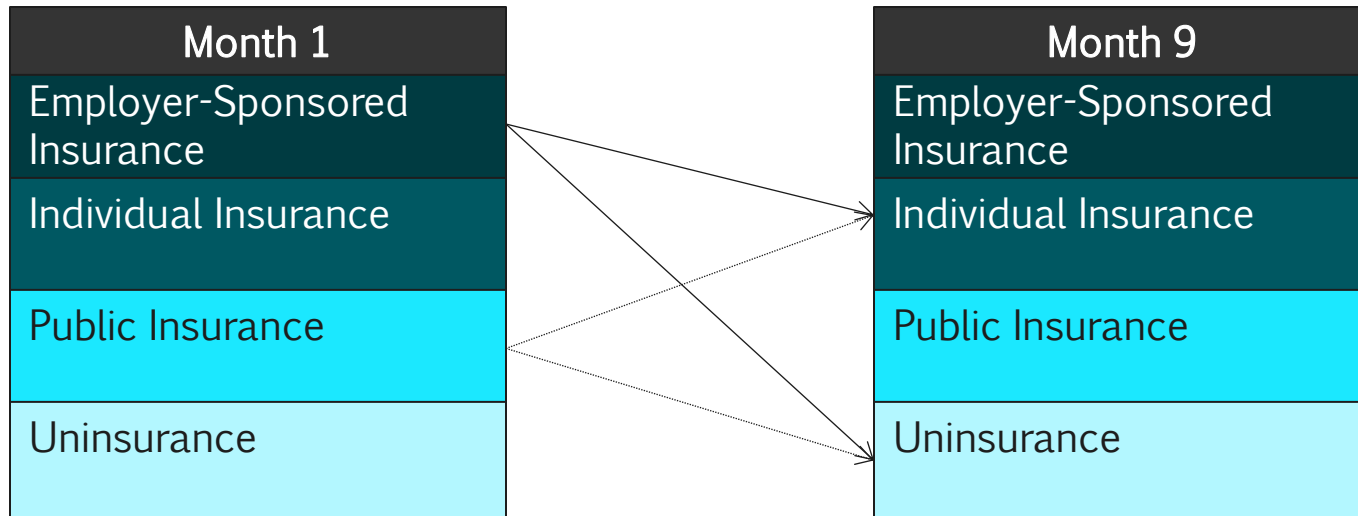 Month 1
Employer-Sponsored
Insurance
Individual Insurance
Public Insurance
Uninsurance
Month 9
Employer-Sponsored
Insurance
Individual Insurance
Public Insurance
Uninsurance